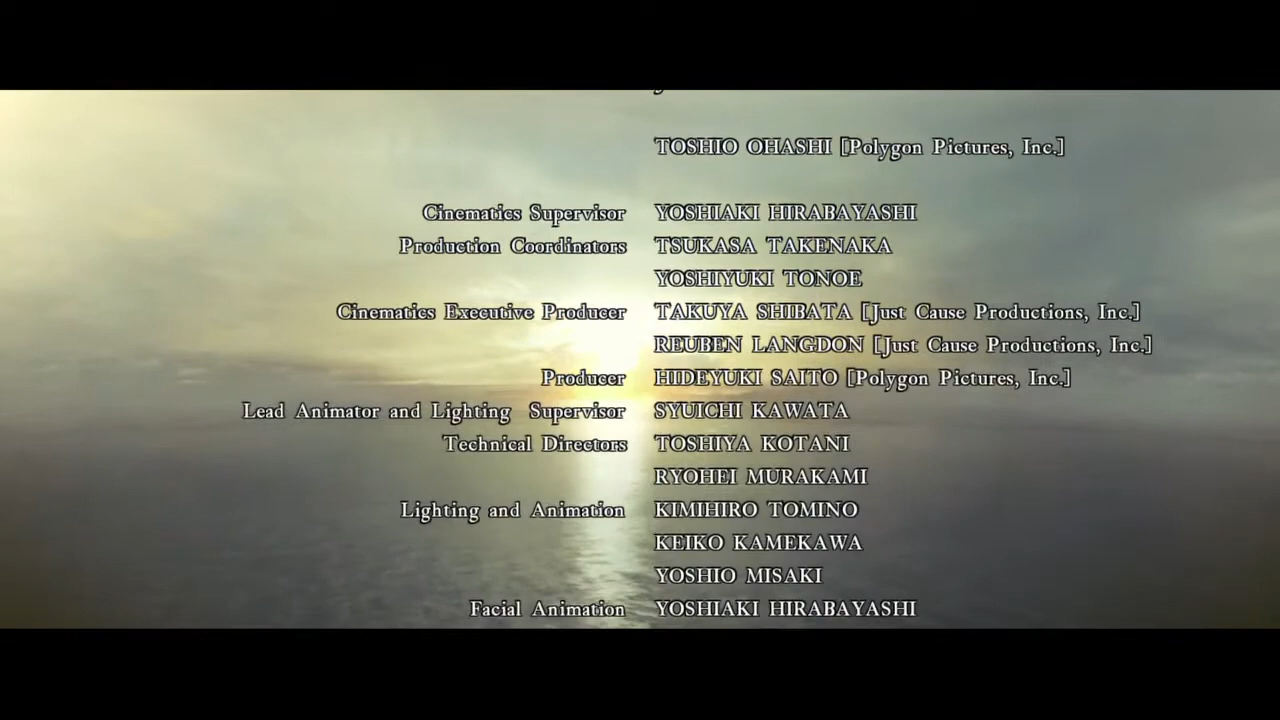 TOSHIO OHASHI [Polygon Pictures, Inc.]
Cinematics Supervisor YOSHIAKI HIRABAYASHI
Production Coordinators TSUKASA TAKENAKA
YOSHIYUKI TONOE
Cinematics Executive Producer TAKUYA SHIBATA [Just Cause Productions, Inc.]
REUBEN LANGDON [Just Cause Productions, Inc.]
Producer HIDEYUKI SAITO [Polygon Pictures, Inc.]
Lead Animator and Lighting Supervisor SYUICHI KAWATA
Technical Directors TOSHIYA KOTANI
RYOHEI MURAKAMI
Lighting and Animation KIMIHIRO TOMINO
KEIKO KAMEKAWA
YOSHIO MISAKI
Facial Animation YOSHIAKI HIRABAYASHI